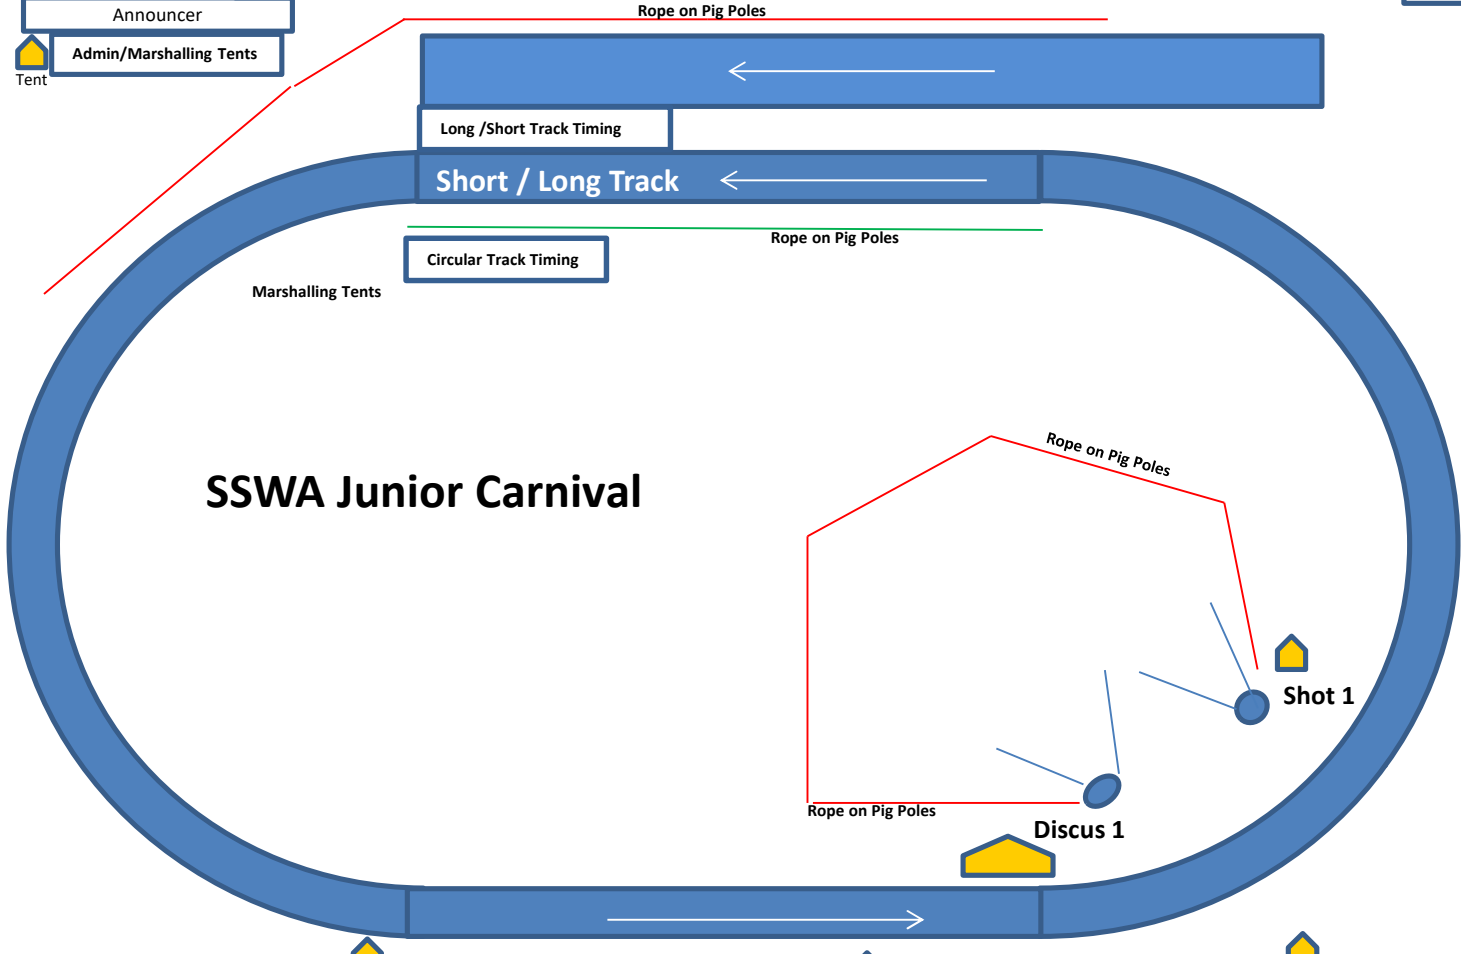 Announcer
Rope on Pig Poles
Admin/Marshalling Tents
Tent
Long /Short Track Timing
Short / Long Track
Rope on Pig Poles
Circular Track Timing
Marshalling Tents
Rope on Pig Poles
SSWA Junior Carnival
Shot 1
Rope on Pig Poles
Discus 1